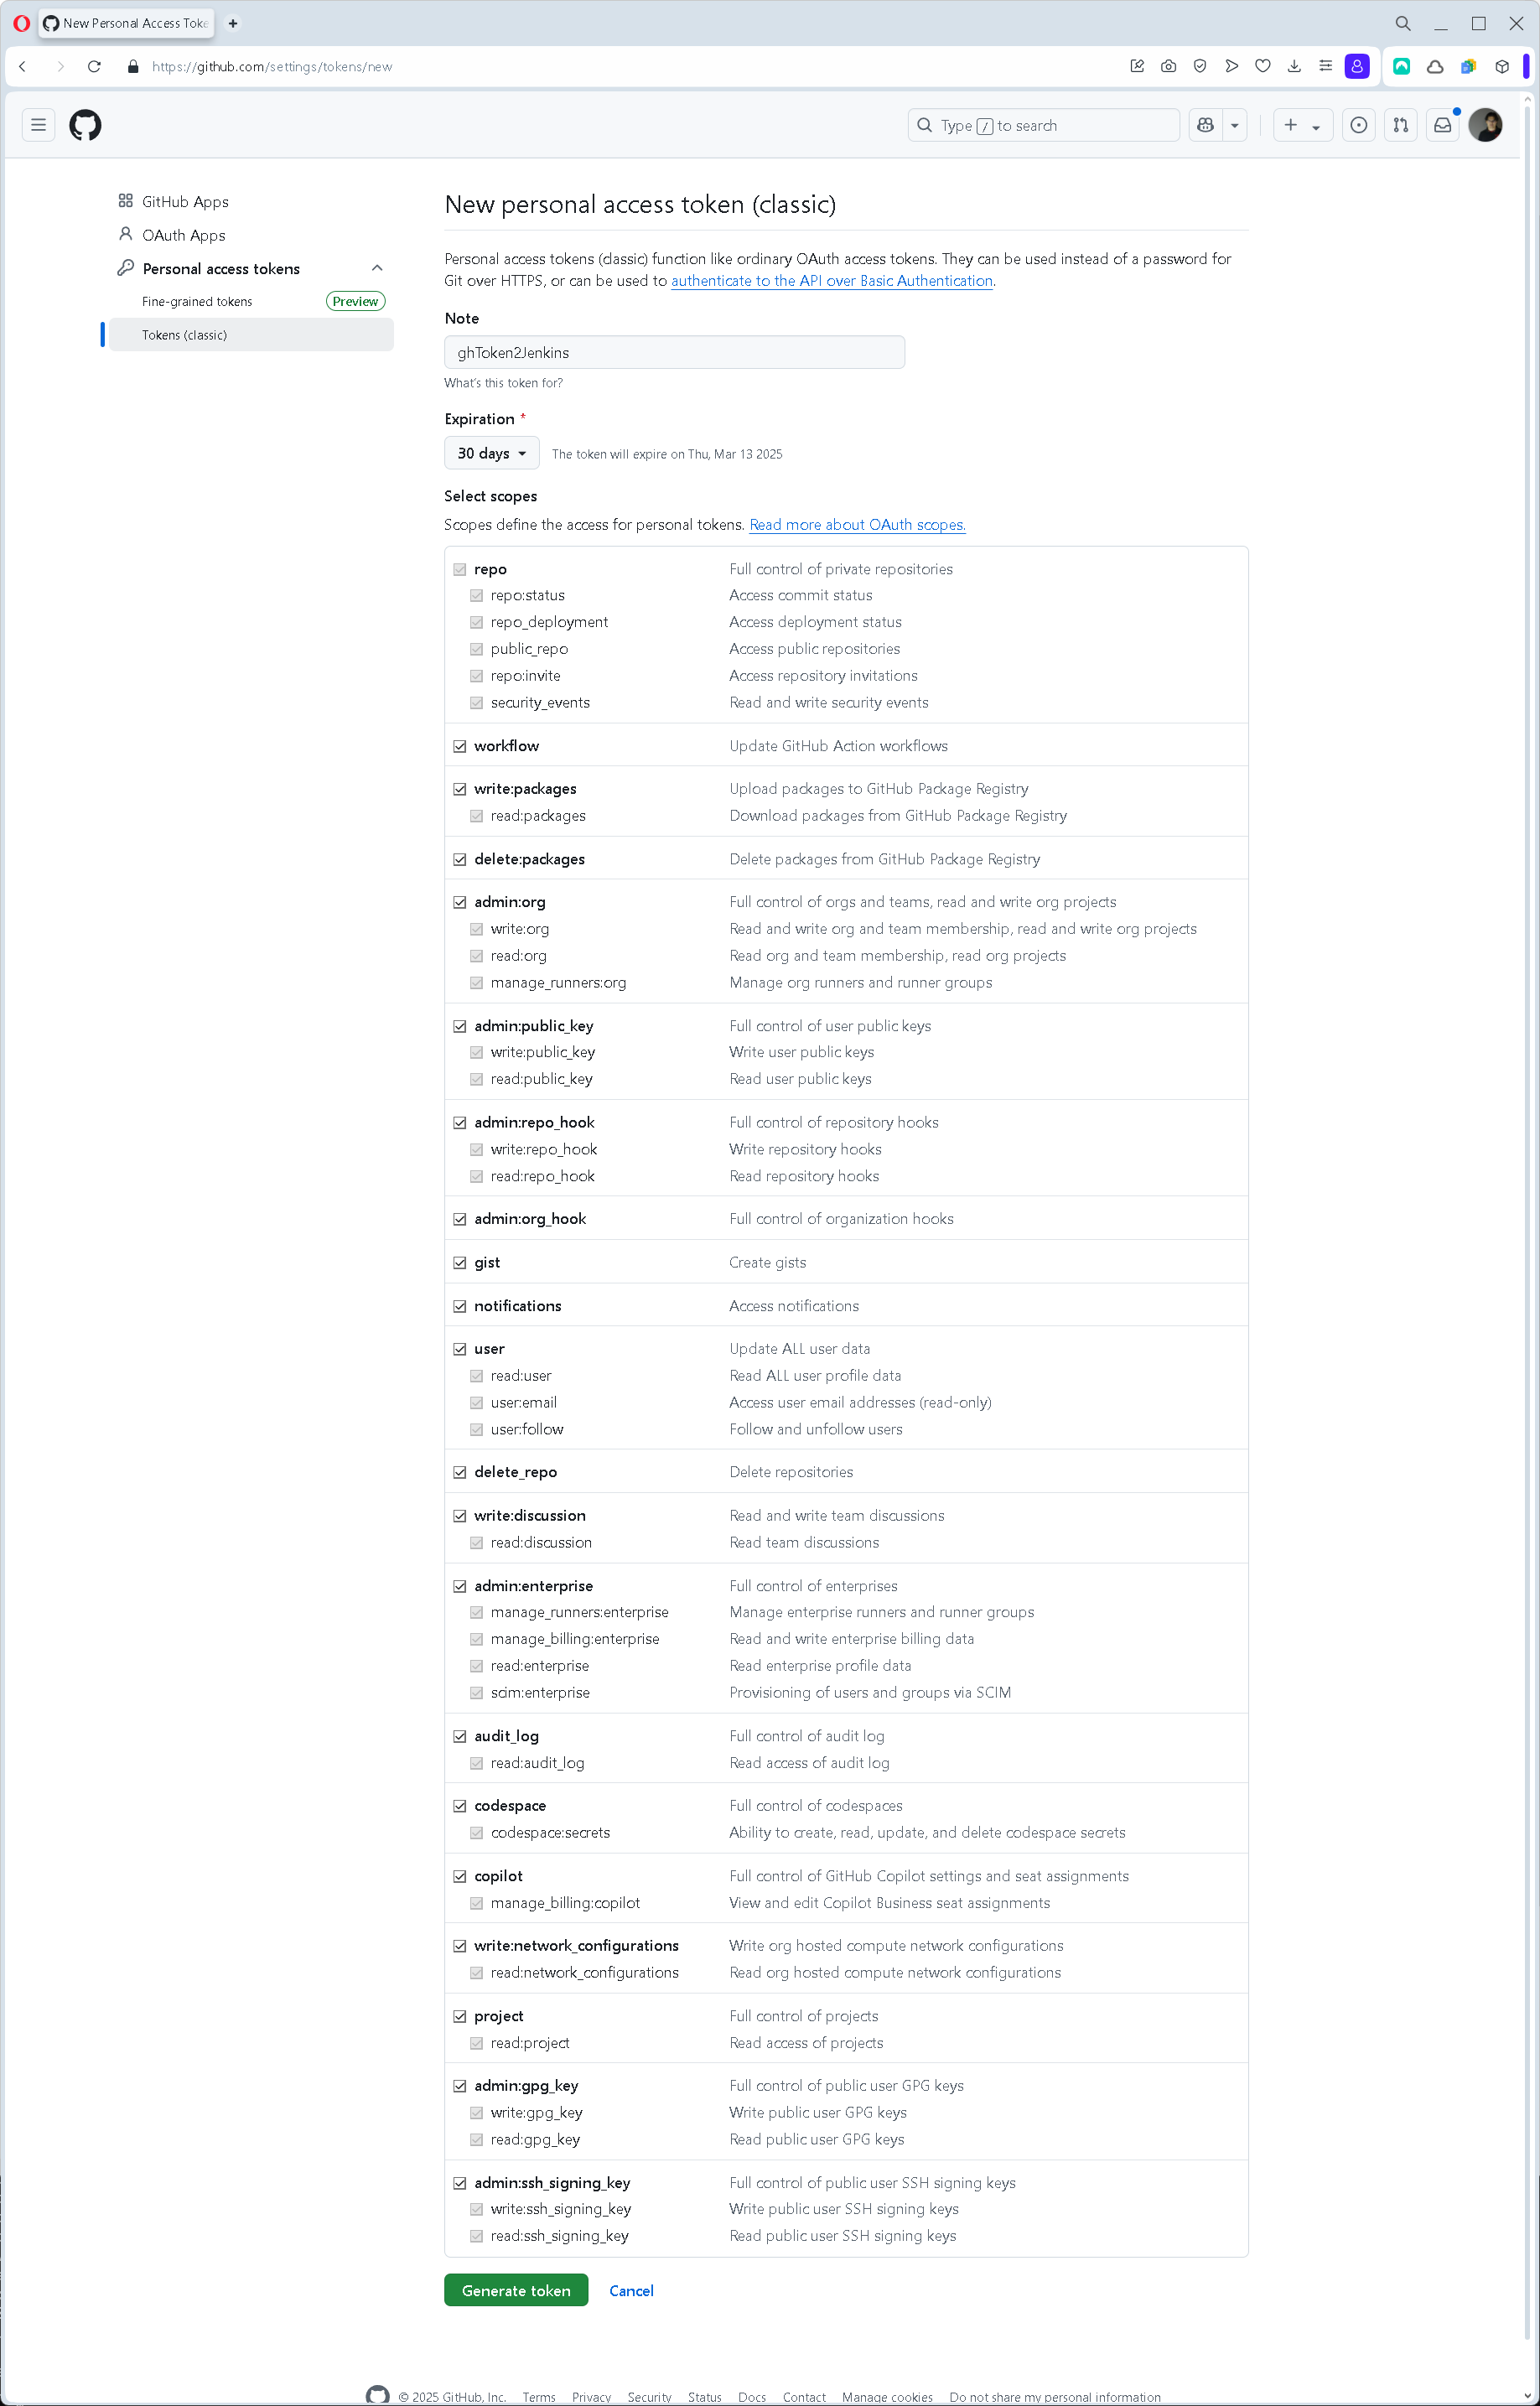 New Personal Access Toke
https://github.com/settings/tokens/new
Type / to search
GitHub Apps
OAuth Apps
Personal access tokens
Fine-grained tokens
Preview
Tokens (classic)
New personal access token (classic)
Personal access tokens (classic) function like ordinary OAuth access tokens. They can be used instead of a password for
Git over HTTPS, or can be used to authenticate to the API over Basic Authentication.
Note
ghToken2Jenkins
What's this token for?
Expiration *
30 days The token will expire on Thu, Mar 13 2025
Select scopes
Scopes define the access for personal tokens. Read more about OAuth scopes.
repo Full control of private repositories
repo:status Access commit status
repo_deployment Access deployment status
public_repo Access public repositories
repo:invite Access repository invitations
security_events Read and write security events
workflow Update GitHub Action workflows
write:packages Upload packages to GitHub Package Registry
read:packages Download packages from GitHub Package Registry
delete:packages Delete packages from GitHub Package Registry
admin:org Full control of orgs and teams, read and write org projects
write:org Read and write org and team membership, read and write org projects
read:org Read org and team membership, read org projects
manage_runners:org Manage org runners and runner groups
admin:public_key Full control of user public keys
write:public_key Write user public keys
read:public_key Read user public keys
admin:repo_hook Full control of repository hooks
write:repo_hook Write repository hooks
read:repo_hook Read repository hooks
admin:org_hook Full control of organization hooks
gist Create gists
notifications Access notifications
user Update ALL user data
read:user Read ALL user profile data
user:email Access user email addresses (read-only)
user:follow Follow and unfollow users
delete_repo Delete repositories
write:discussion Read and write team discussions
read:discussion Read team discussions
admin:enterprise Full control of enterprises
manage_runners:enterprise Manage enterprise runners and runner groups
manage_billing:enterprise Read and write enterprise billing data
read:enterprise Read enterprise profile data
scim:enterprise Provisioning of users and groups via SCIM
audit_log Full control of audit log
read:audit_log Read access of audit log
codespace Full control of codespaces
codespace:secrets Ability to create, read, update, and delete codespace secrets
copilot Full control of GitHub Copilot settings and seat assignments
manage_billing:copilot View and edit Copilot Business seat assignments
write:network_configurations Write org hosted compute network configurations
read:network_configurations Read org hosted compute network configurations
project Full control of projects
read:project Read access of projects
admin:gpg_key Full control of public user GPG keys
write:gpg_key Write public user GPG keys
read:gpg_key Read public user GPG keys
admin:ssh_signing_key Full control of public user SSH signing keys
write:ssh_signing_key Write public user SSH signing keys
read:ssh_signing_key Read public user SSH signing keys
Generate token Cancel
© 2025 GitHub, Inc. Terms Privacy Security Status Docs Contact Manage cookies Do not share my personal information